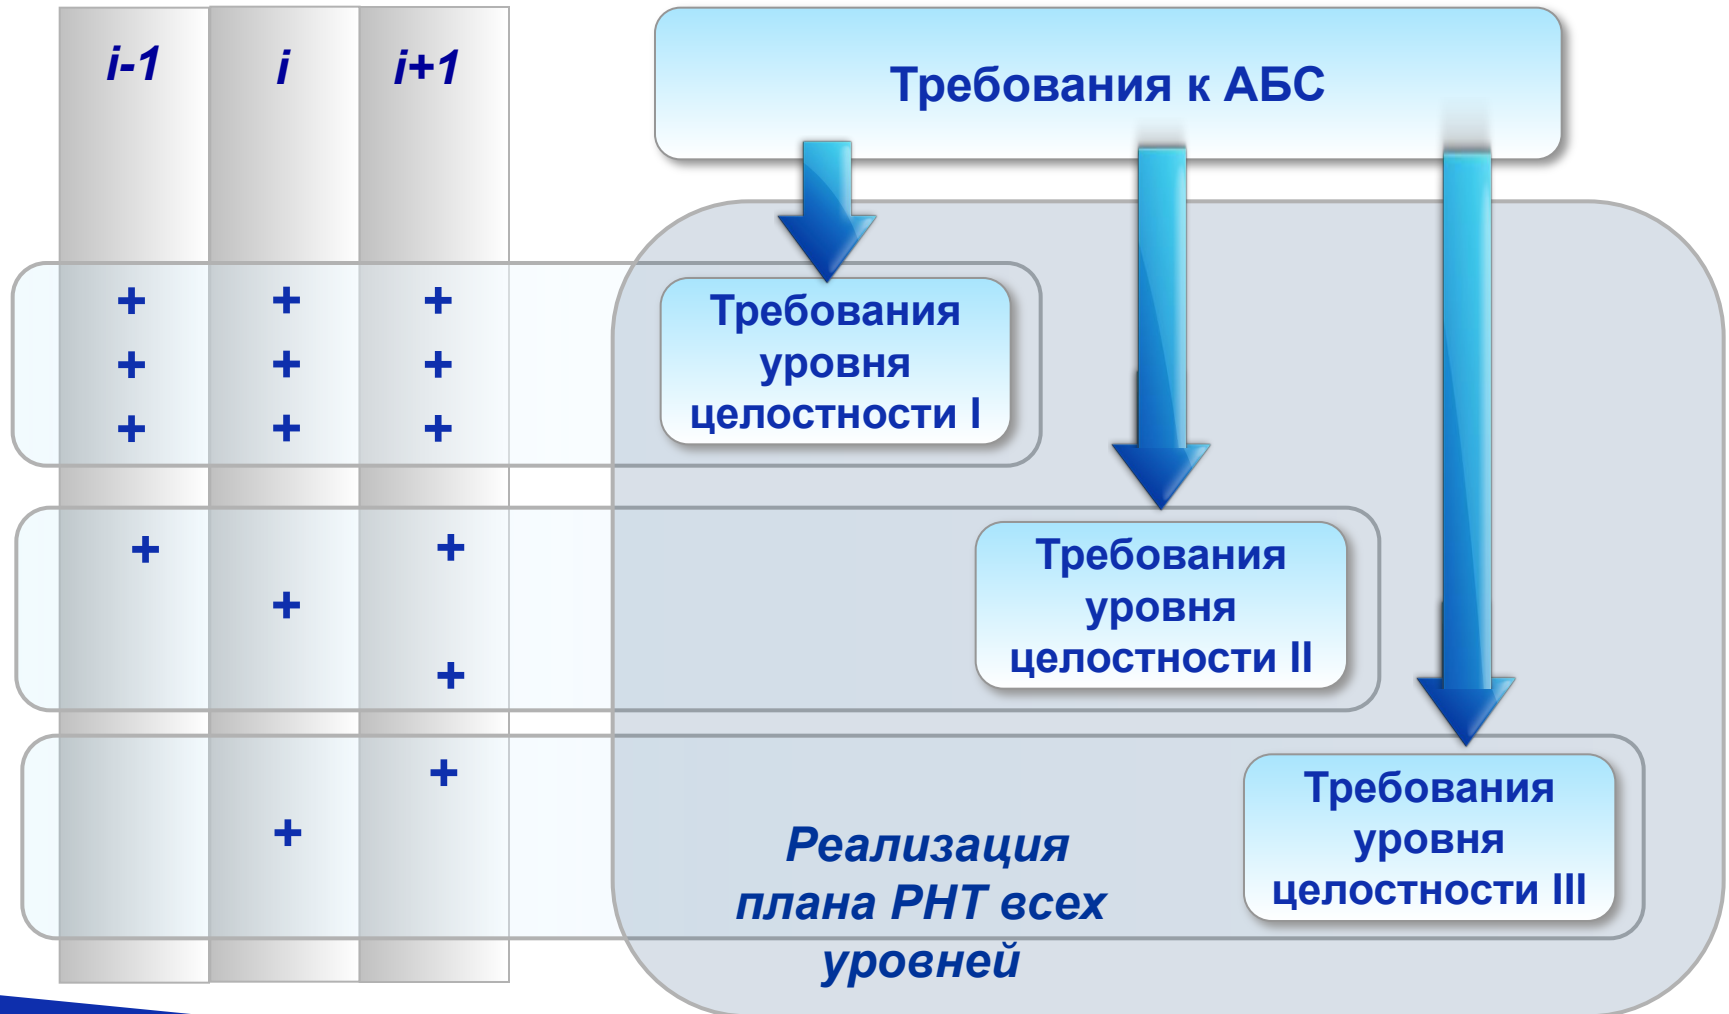 i-1 i i+1
Требования к АБС
+ + +
+ + +
+ + +
Требования
уровня
целостности I
+ +
+
+
Требования
уровня
целостности II
+
+
Требования
уровня
целостности III
Реализация
плана РНТ всех
уровней